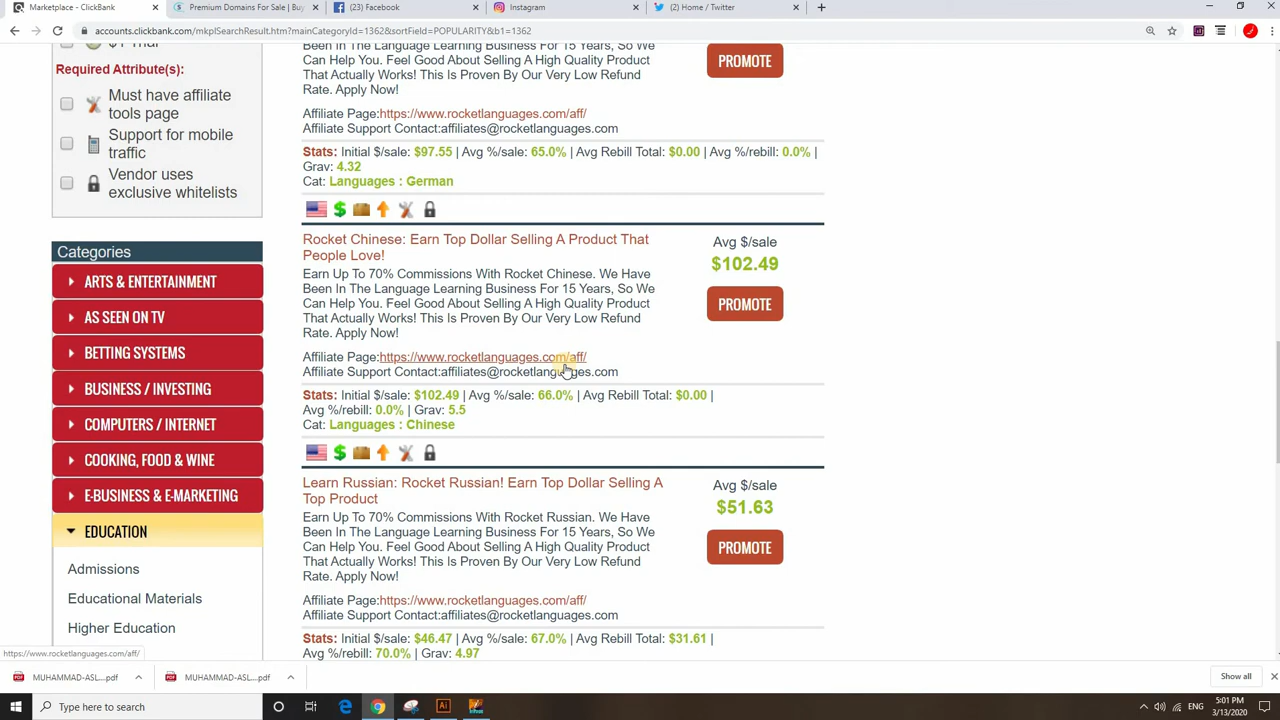 Marketplace - ClickBank
Premium Domains For Sale | Buy
(23) Facebook
Instagram
(2) Home / Twitter
accounts.clickbank.com/mkplSearchResult.htm?mainCategoryId=1362&sortField=POPULARITY&b1=1362
$1 Trial
Required Attribute(s):
Must have affiliate
tools page
Support for mobile
traffic
Vendor uses
exclusive whitelists
Categories
ARTS & ENTERTAINMENT
AS SEEN ON TV
BETTING SYSTEMS
BUSINESS / INVESTING
COMPUTERS / INTERNET
COOKING, FOOD & WINE
E-BUSINESS & E-MARKETING
EDUCATION
Admissions
Educational Materials
Higher Education
Been In The Language Learning Business For 15 Years, So We
Can Help You. Feel Good About Selling A High Quality Product
That Actually Works! This Is Proven By Our Very Low Refund
Rate. Apply Now!
PROMOTE
Affiliate Page:https://www.rocketlanguages.com/aff/
Affiliate Support Contact:affiliates@rocketlanguages.com
Stats: Initial $/sale: $97.55 | Avg %/sale: 65.0% | Avg Rebill Total: $0.00 | Avg %/rebill: 0.0% |
Grav: 4.32
Cat: Languages : German
Rocket Chinese: Earn Top Dollar Selling A Product That
People Love!
Earn Up To 70% Commissions With Rocket Chinese. We Have
Been In The Language Learning Business For 15 Years, So We
Can Help You. Feel Good About Selling A High Quality Product
That Actually Works! This Is Proven By Our Very Low Refund
Rate. Apply Now!
Avg $/sale
$102.49
PROMOTE
Affiliate Page:https://www.rocketlanguages.com/aff/
Affiliate Support Contact:affiliates@rocketlanguages.com
Stats: Initial $/sale: $102.49 | Avg %/sale: 66.0% | Avg Rebill Total: $0.00 |
Avg %/rebill: 0.0% | Grav: 5.5
Cat: Languages : Chinese
Learn Russian: Rocket Russian! Earn Top Dollar Selling A
Top Product
Earn Up To 70% Commissions With Rocket Russian. We Have
Been In The Language Learning Business For 15 Years, So We
Can Help You. Feel Good About Selling A High Quality Product
That Actually Works! This Is Proven By Our Very Low Refund
Rate. Apply Now!
Avg $/sale
$51.63
PROMOTE
Affiliate Page:https://www.rocketlanguages.com/aff/
Affiliate Support Contact:affiliates@rocketlanguages.com
Stats: Initial $/sale: $46.47 | Avg %/sale: 67.0% | Avg Rebill Total: $31.61 |
Avg %/rebill: 70.0% | Grav: 4.97
https://www.rocketlanguages.com/aff/
MUHAMMAD-ASL....pdf
MUHAMMAD-ASL....pdf
Show all
Type here to search
ENG
5:01 PM
3/13/2020